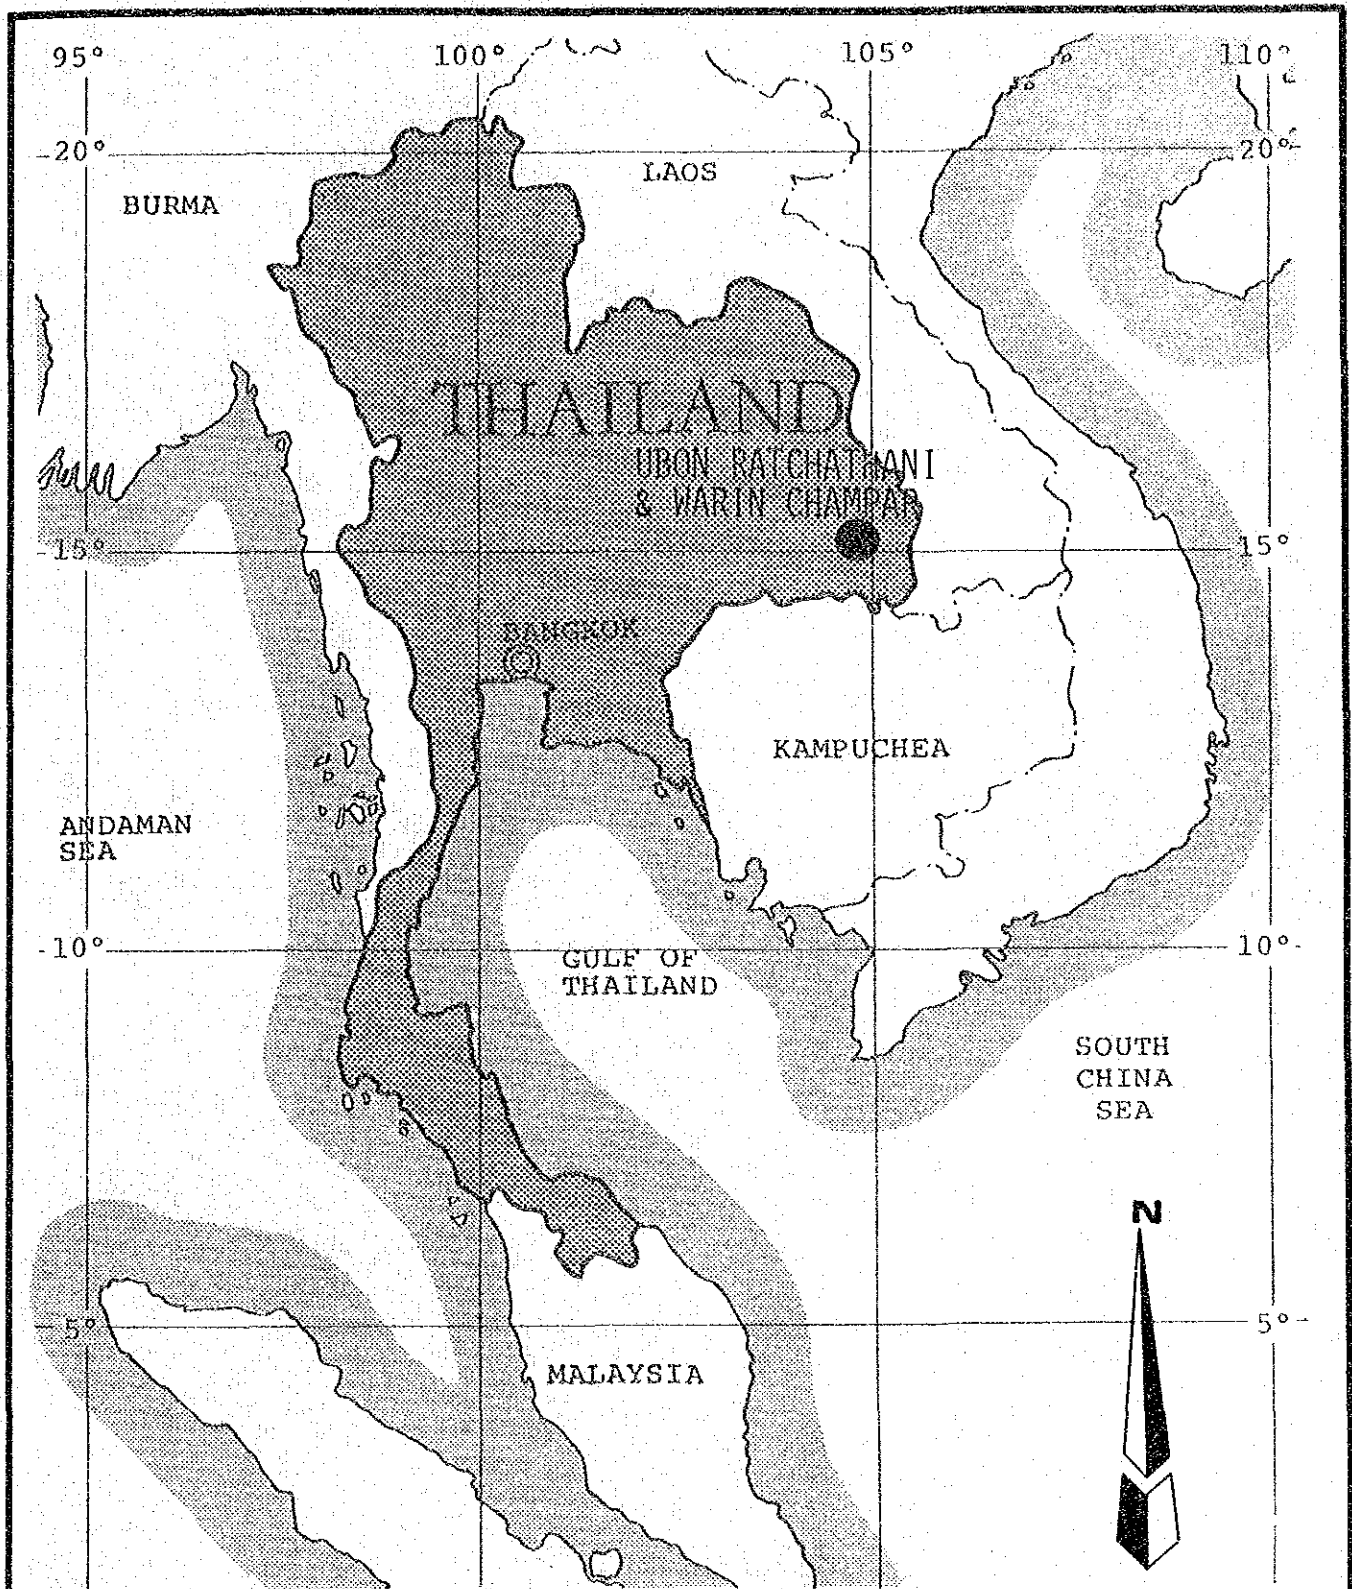 95° 100° 105° 110°
20° LAOS 20°
BURMA
THAILAND
UBON RATCHATHANI
& WARIN CHAMRAP
15° 15°
BANGKOK
KAMPUCHEA
ANDAMAN
SEA
10° 10°
GULF OF
THAILAND
SOUTH
CHINA
SEA
N
5° 5°
MALAYSIA